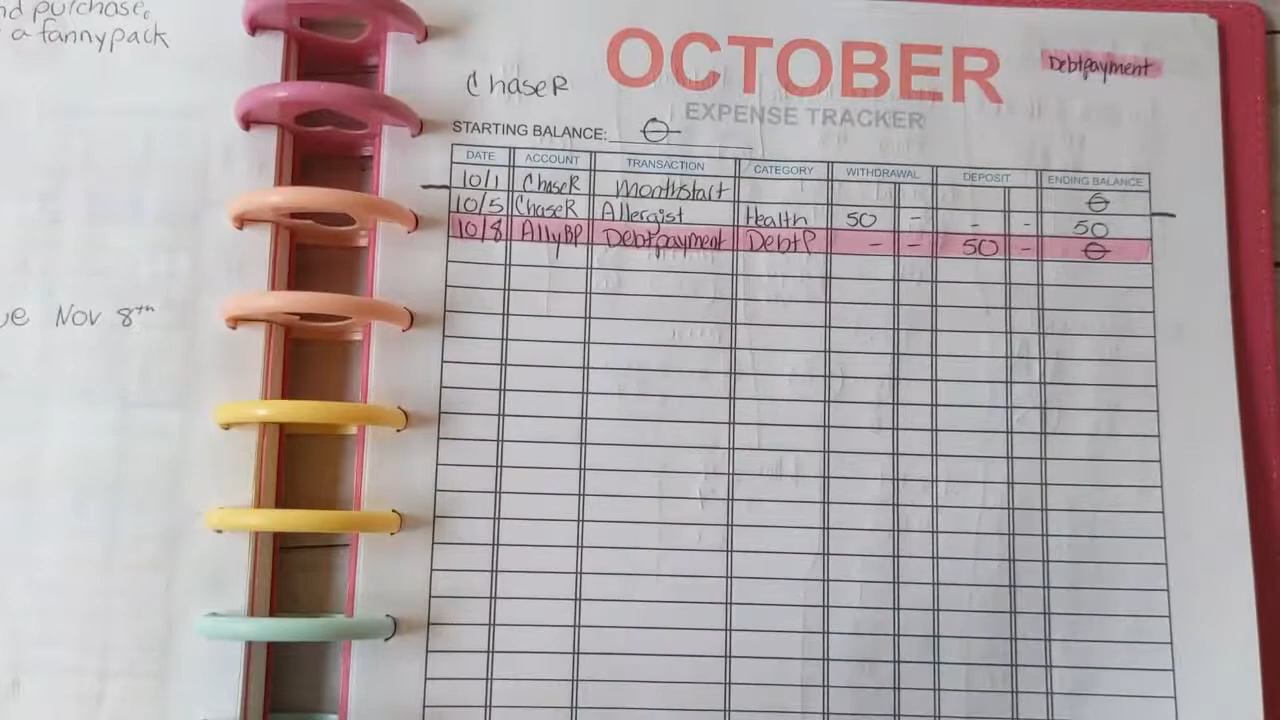 nd purchase,
a fannypack
ue Nov 8th
OCTOBER
Debtpayment
ChaseR
EXPENSE TRACKER
STARTING BALANCE: 0
DATE ACCOUNT TRANSACTION CATEGORY WITHDRAWAL DEPOSIT ENDING BALANCE
10/1 ChaseR Monthstart 0
10/5 ChaseR Allergist Health 50 - - - 50
10/8 AllyBP Debtpayment DebtP - - 50 - 0